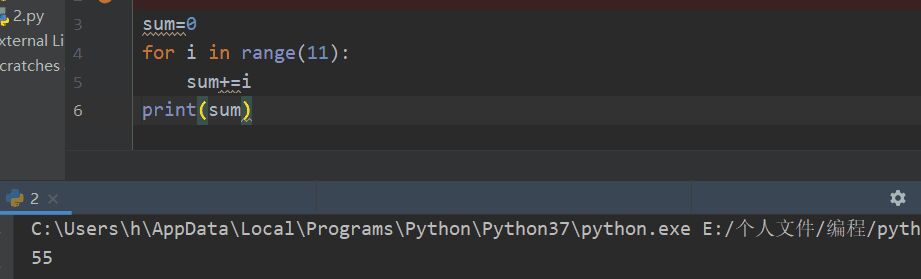 2.py
xternal Li
cratches
3 sum=0
4 for i in range(11):
5     sum+=i
6 print(sum)
2
C:\Users\h\AppData\Local\Programs\Python\Python37\python.exe E:/个人文件/编程/pyth
55